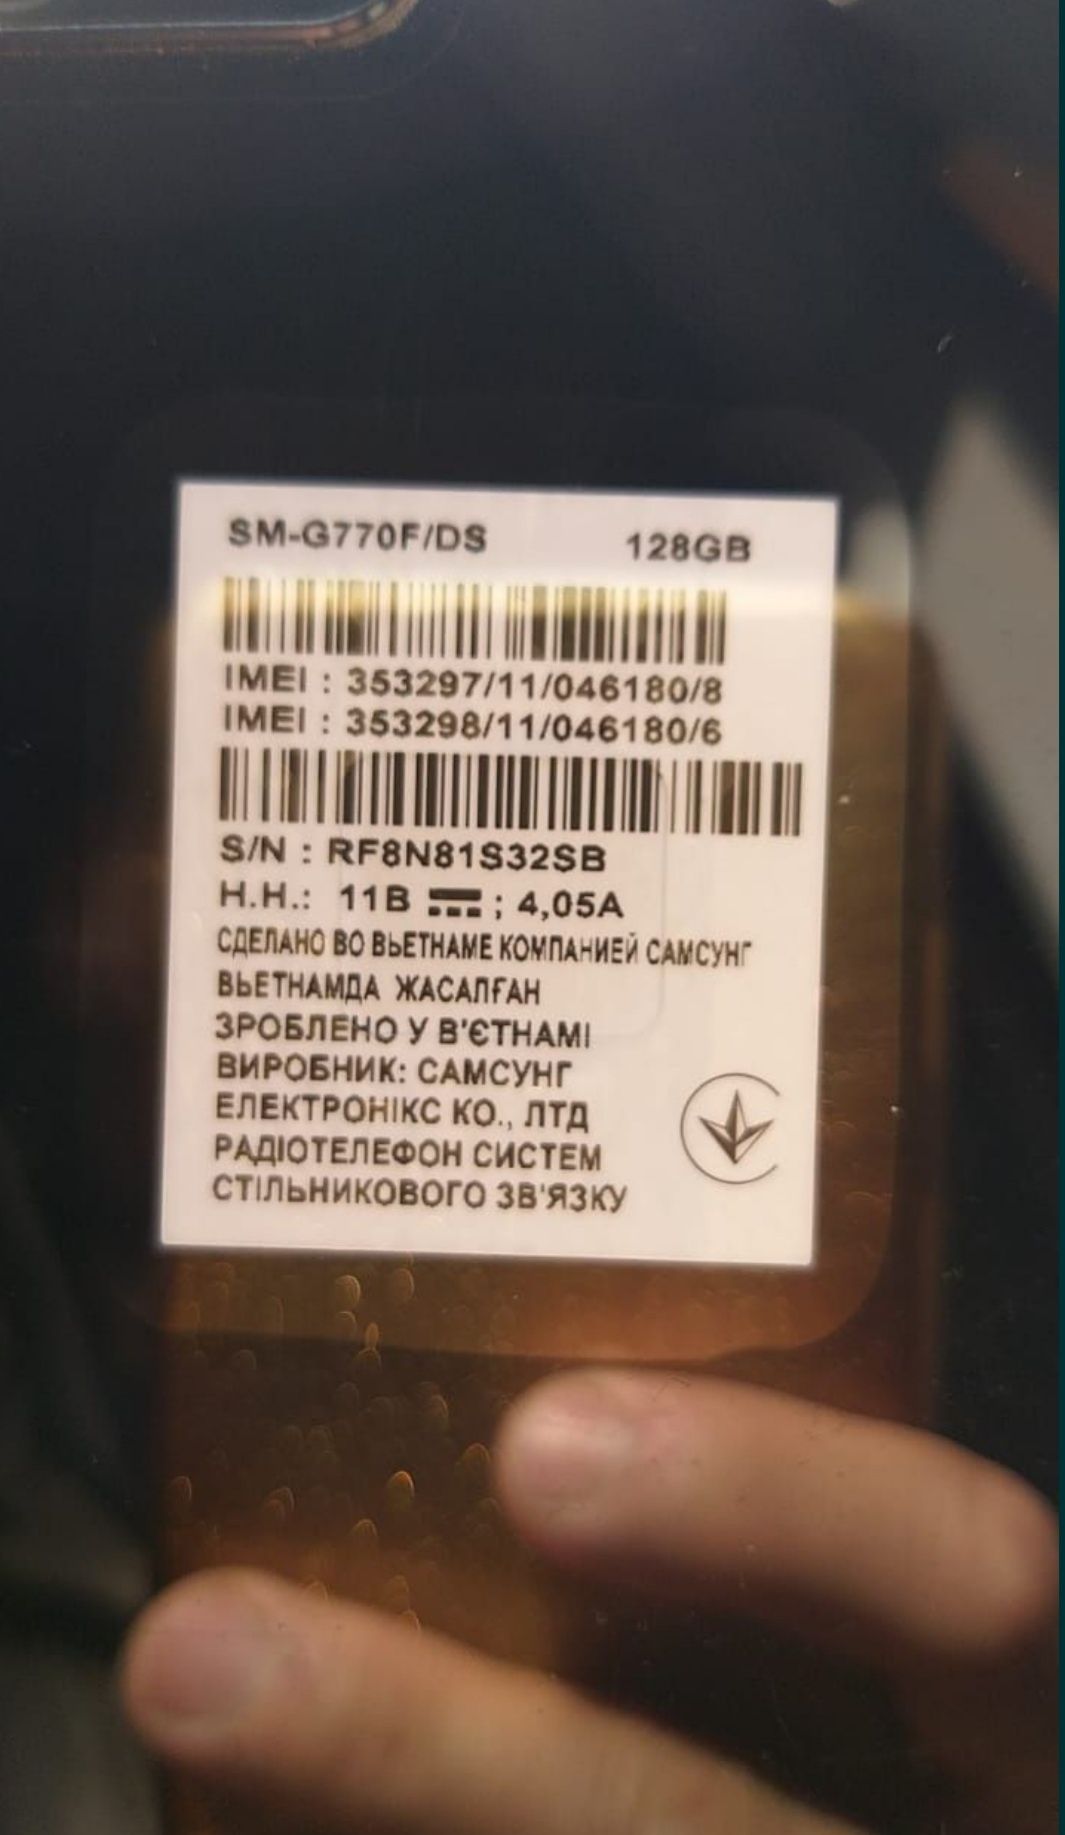 SM-G770F/DS 128GB
IMEI : 353297/11/046180/8
IMEI : 353298/11/046180/6
S/N : RF8N81S32SB
Н.Н.: 11В ; 4,05А
СДЕЛАНО ВО ВЬЕТНАМЕ КОМПАНИЕЙ САМСУНГ
ВЬЕТНАМДА ЖАСАЛҒАН
ЗРОБЛЕНО У В'ЄТНАМІ
ВИРОБНИК: САМСУНГ
ЕЛЕКТРОНІКС КО., ЛТД
РАДІОТЕЛЕФОН СИСТЕМ
СТІЛЬНИКОВОГО ЗВ'ЯЗКУ